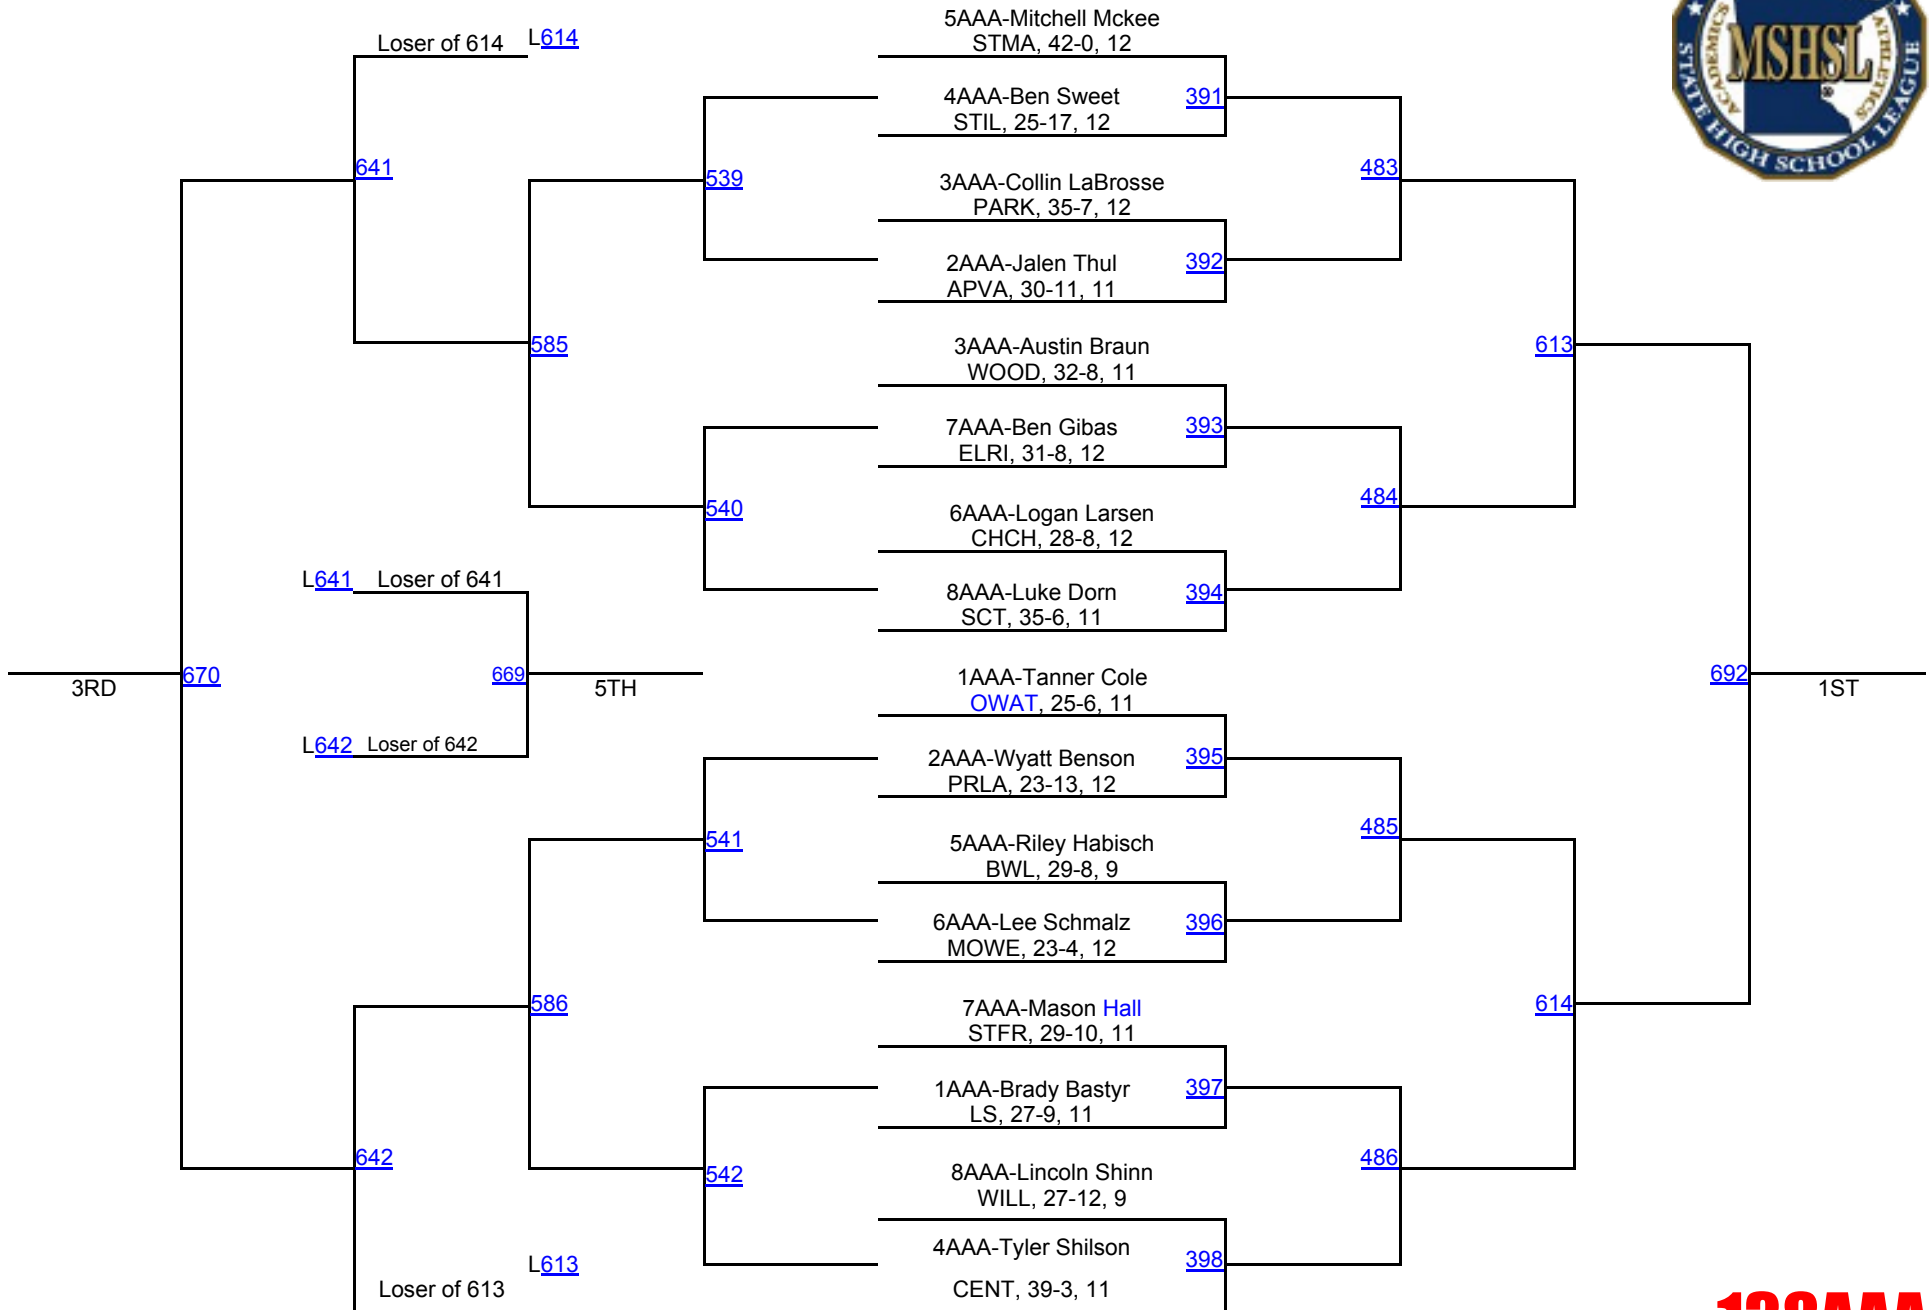 5AAA-Mitchell Mckee
STMA, 42-0, 12
Loser of 614 L614
4AAA-Ben Sweet 391
STIL, 25-17, 12
641
539
3AAA-Collin LaBrosse 483
PARK, 35-7, 12
2AAA-Jalen Thul 392
APVA, 30-11, 11
585
3AAA-Austin Braun 613
WOOD, 32-8, 11
7AAA-Ben Gibas 393
ELRI, 31-8, 12
540
484
6AAA-Logan Larsen
CHCH, 28-8, 12
L641 Loser of 641
8AAA-Luke Dorn 394
SCT, 35-6, 11
3RD 670
669 5TH
1AAA-Tanner Cole
OWAT, 25-6, 11
692 1ST
L642 Loser of 642
2AAA-Wyatt Benson 395
PRLA, 23-13, 12
541
5AAA-Riley Habisch 485
BWL, 29-8, 9
6AAA-Lee Schmalz 396
MOWE, 23-4, 12
586
7AAA-Mason Hall 614
STFR, 29-10, 11
1AAA-Brady Bastyr 397
LS, 27-9, 11
642
542
8AAA-Lincoln Shinn 486
WILL, 27-12, 9
4AAA-Tyler Shilson 398
L613
Loser of 613
CENT, 39-3, 11
ACADEMICS
MSHSL
®
ATHLETICS
STATE HIGH SCHOOL LEAGUE